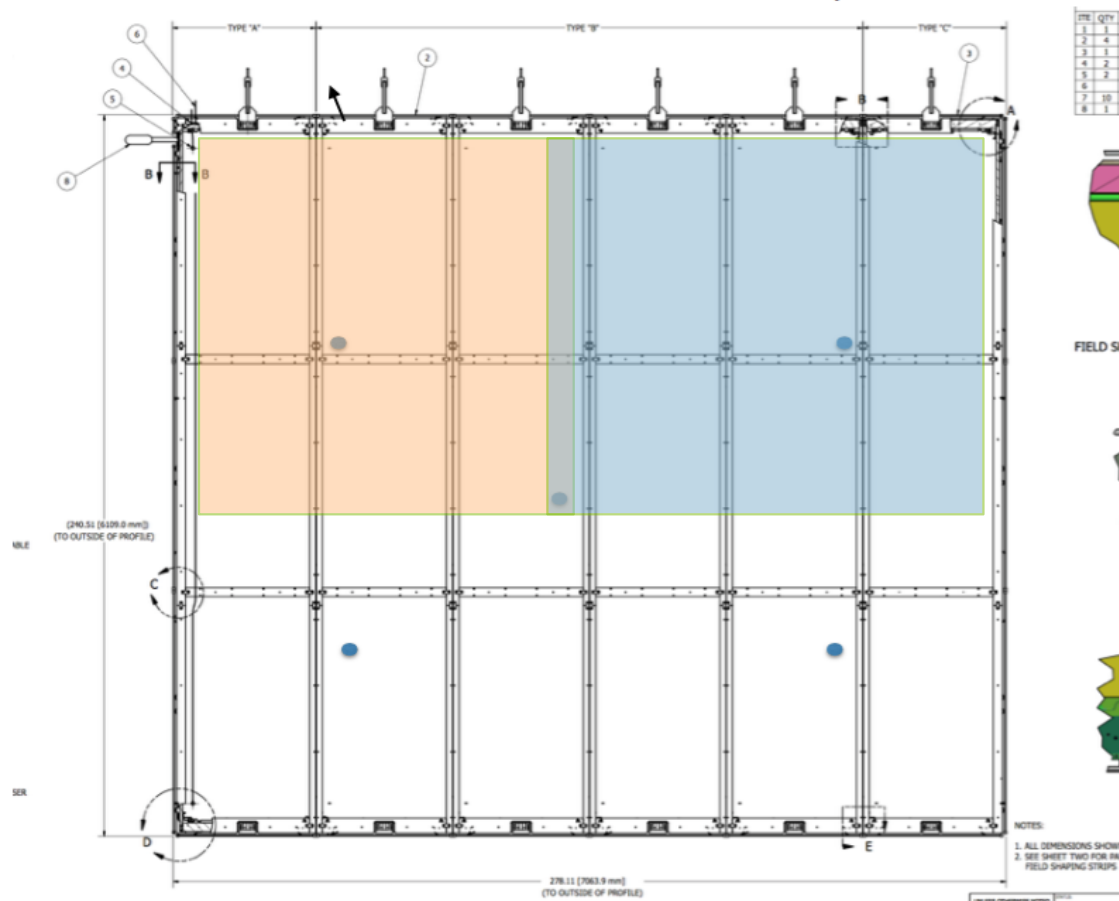 TYPE "A"
TYPE "B"
TYPE "C"
ITE QTY
1 1
2 4
3 1
4 2
5 2
6
7 10
8 1
6
4
5
8
2
3
B
A
B B
FIELD S
(240.51 [6109.0 mm])
(TO OUTSIDE OF PROFILE)
ABLE
C
SER
D
E
NOTES:
1. ALL DIMENSIONS SHOW
2. SEE SHEET TWO FOR PA
FIELD SHAPING STRIPS
278.11 [7063.9 mm]
(TO OUTSIDE OF PROFILE)